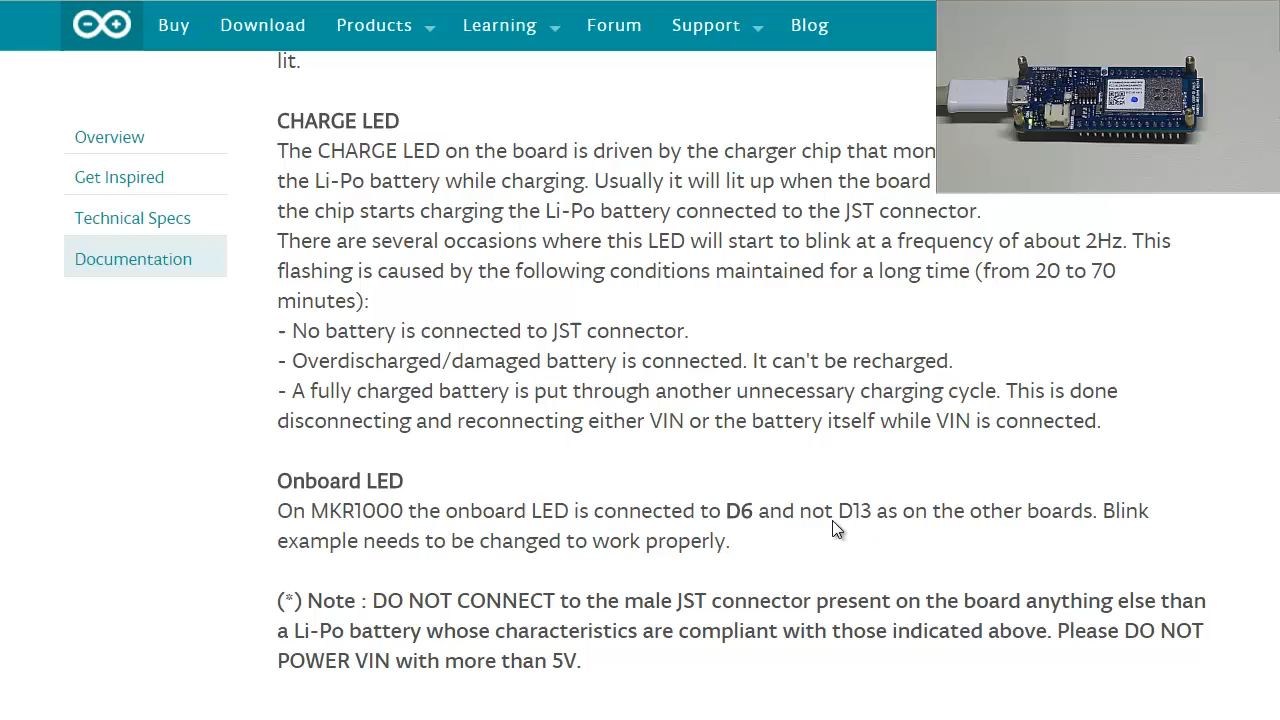 Buy Download Products Learning Forum Support Blog
lit.
Overview
Get Inspired
Technical Specs
Documentation
CHARGE LED
The CHARGE LED on the board is driven by the charger chip that mon
the Li-Po battery while charging. Usually it will lit up when the board
the chip starts charging the Li-Po battery connected to the JST connector.
There are several occasions where this LED will start to blink at a frequency of about 2Hz. This
flashing is caused by the following conditions maintained for a long time (from 20 to 70
minutes):
- No battery is connected to JST connector.
- Overdischarged/damaged battery is connected. It can't be recharged.
- A fully charged battery is put through another unnecessary charging cycle. This is done
disconnecting and reconnecting either VIN or the battery itself while VIN is connected.
Onboard LED
On MKR1000 the onboard LED is connected to D6 and not D13 as on the other boards. Blink
example needs to be changed to work properly.
(*) Note : DO NOT CONNECT to the male JST connector present on the board anything else than
a Li-Po battery whose characteristics are compliant with those indicated above. Please DO NOT
POWER VIN with more than 5V.